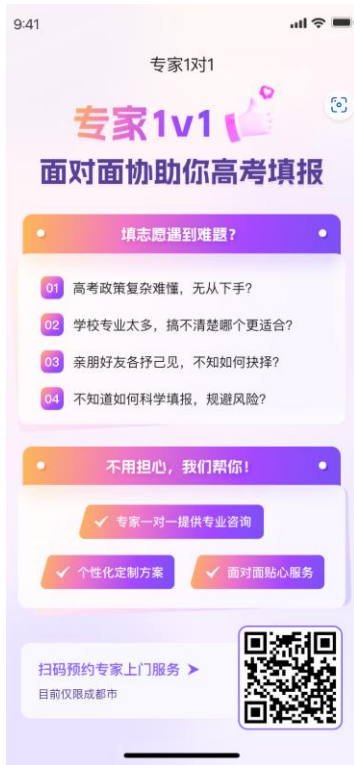 9:41
专家1对1
专家1v1
面对面协助你高考填报
填志愿遇到难题?
01 高考政策复杂难懂，无从下手?
02 学校专业太多，搞不清楚哪个更适合?
03 亲朋好友各抒己见，不知如何抉择?
04 不知道如何科学填报，规避风险?
不用担心，我们帮你!
专家一对一提供专业咨询
个性化定制方案 面对面贴心服务
扫码预约专家上门服务
目前仅限成都市